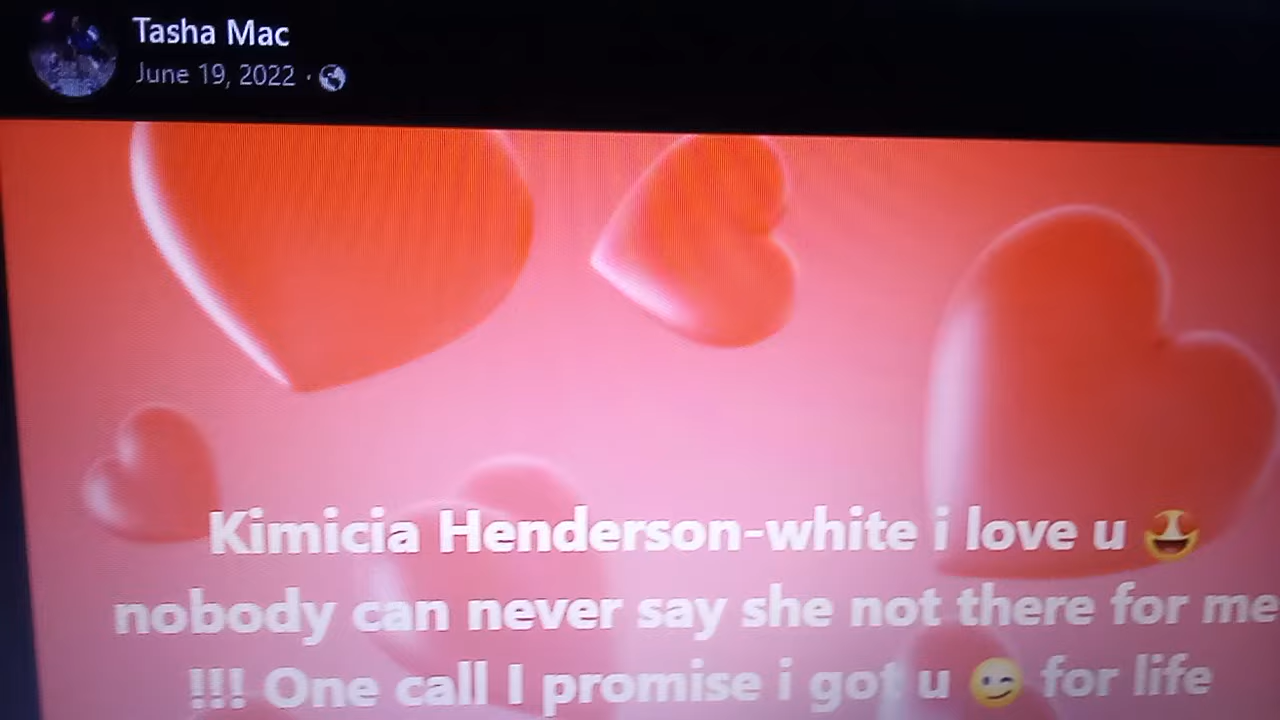 Tasha Mac
June 19, 2022 ·
Kimicia Henderson-white i love u 🤩
nobody can never say she not there for me
!!! One call I promise i got u 😉 for life